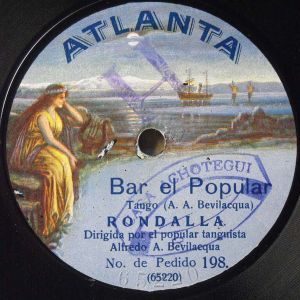 ATLANTA
Bar el Popular
Tango (A. A. Bevilacqua)
RONDALLA
Dirigida por el popular tanguista
Alfredo A. Bevilacqua
No. de Pedido 198.
(65220)
65220
CHOTEGUI